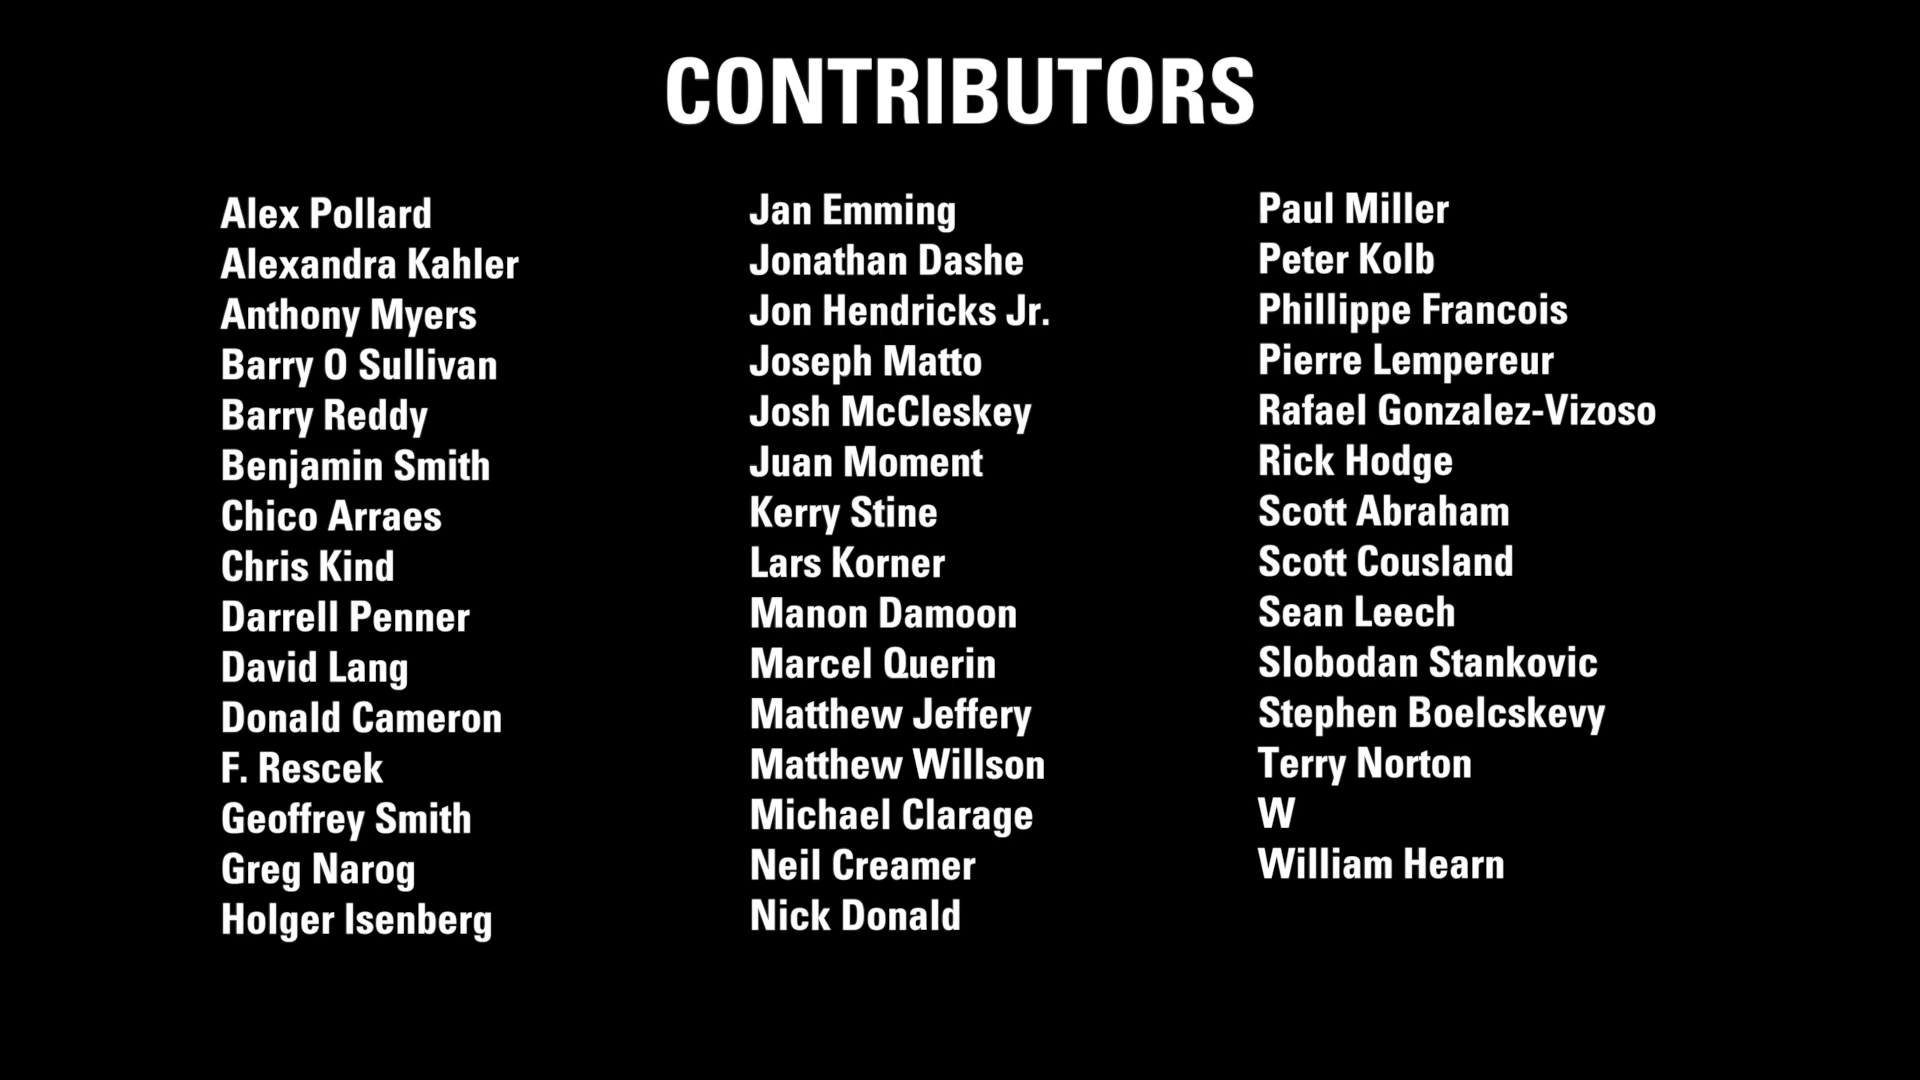 CONTRIBUTORS
Alex Pollard
Alexandra Kahler
Anthony Myers
Barry O Sullivan
Barry Reddy
Benjamin Smith
Chico Arraes
Chris Kind
Darrell Penner
David Lang
Donald Cameron
F. Rescek
Geoffrey Smith
Greg Narog
Holger Isenberg
Jan Emming
Jonathan Dashe
Jon Hendricks Jr.
Joseph Matto
Josh McCleskey
Juan Moment
Kerry Stine
Lars Korner
Manon Damoon
Marcel Querin
Matthew Jeffery
Matthew Willson
Michael Clarage
Neil Creamer
Nick Donald
Paul Miller
Peter Kolb
Phillippe Francois
Pierre Lempereur
Rafael Gonzalez-Vizoso
Rick Hodge
Scott Abraham
Scott Cousland
Sean Leech
Slobodan Stankovic
Stephen Boelcskevy
Terry Norton
W
William Hearn